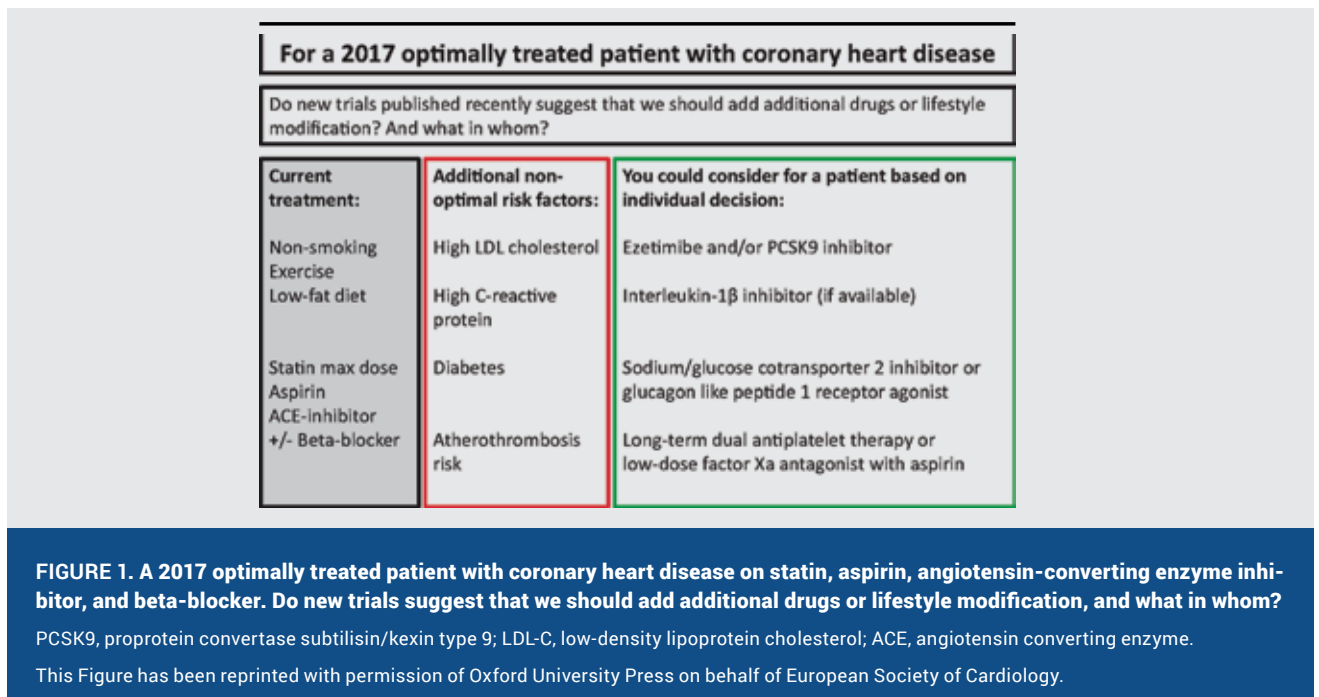 For a 2017 optimally treated patient with coronary heart disease
Do new trials published recently suggest that we should add additional drugs or lifestyle
modification? And what in whom?
Current
treatment:
Non-smoking
Exercise
Low-fat diet
Statin max dose
Aspirin
ACE-inhibitor
+/- Beta-blocker
Additional non-
optimal risk factors:
High LDL cholesterol
High C-reactive
protein
Diabetes
Atherothrombosis
risk
You could consider for a patient based on
individual decision:
Ezetimibe and/or PCSK9 inhibitor
Interleukin-1β inhibitor (if available)
Sodium/glucose cotransporter 2 inhibitor or
glucagon like peptide 1 receptor agonist
Long-term dual antiplatelet therapy or
low-dose factor Xa antagonist with aspirin
FIGURE 1. A 2017 optimally treated patient with coronary heart disease on statin, aspirin, angiotensin-converting enzyme inhi-
bitor, and beta-blocker. Do new trials suggest that we should add additional drugs or lifestyle modification, and what in whom?
PCSK9, proprotein convertase subtilisin/kexin type 9; LDL-C, low-density lipoprotein cholesterol; ACE, angiotensin converting enzyme.
This Figure has been reprinted with permission of Oxford University Press on behalf of European Society of Cardiology.